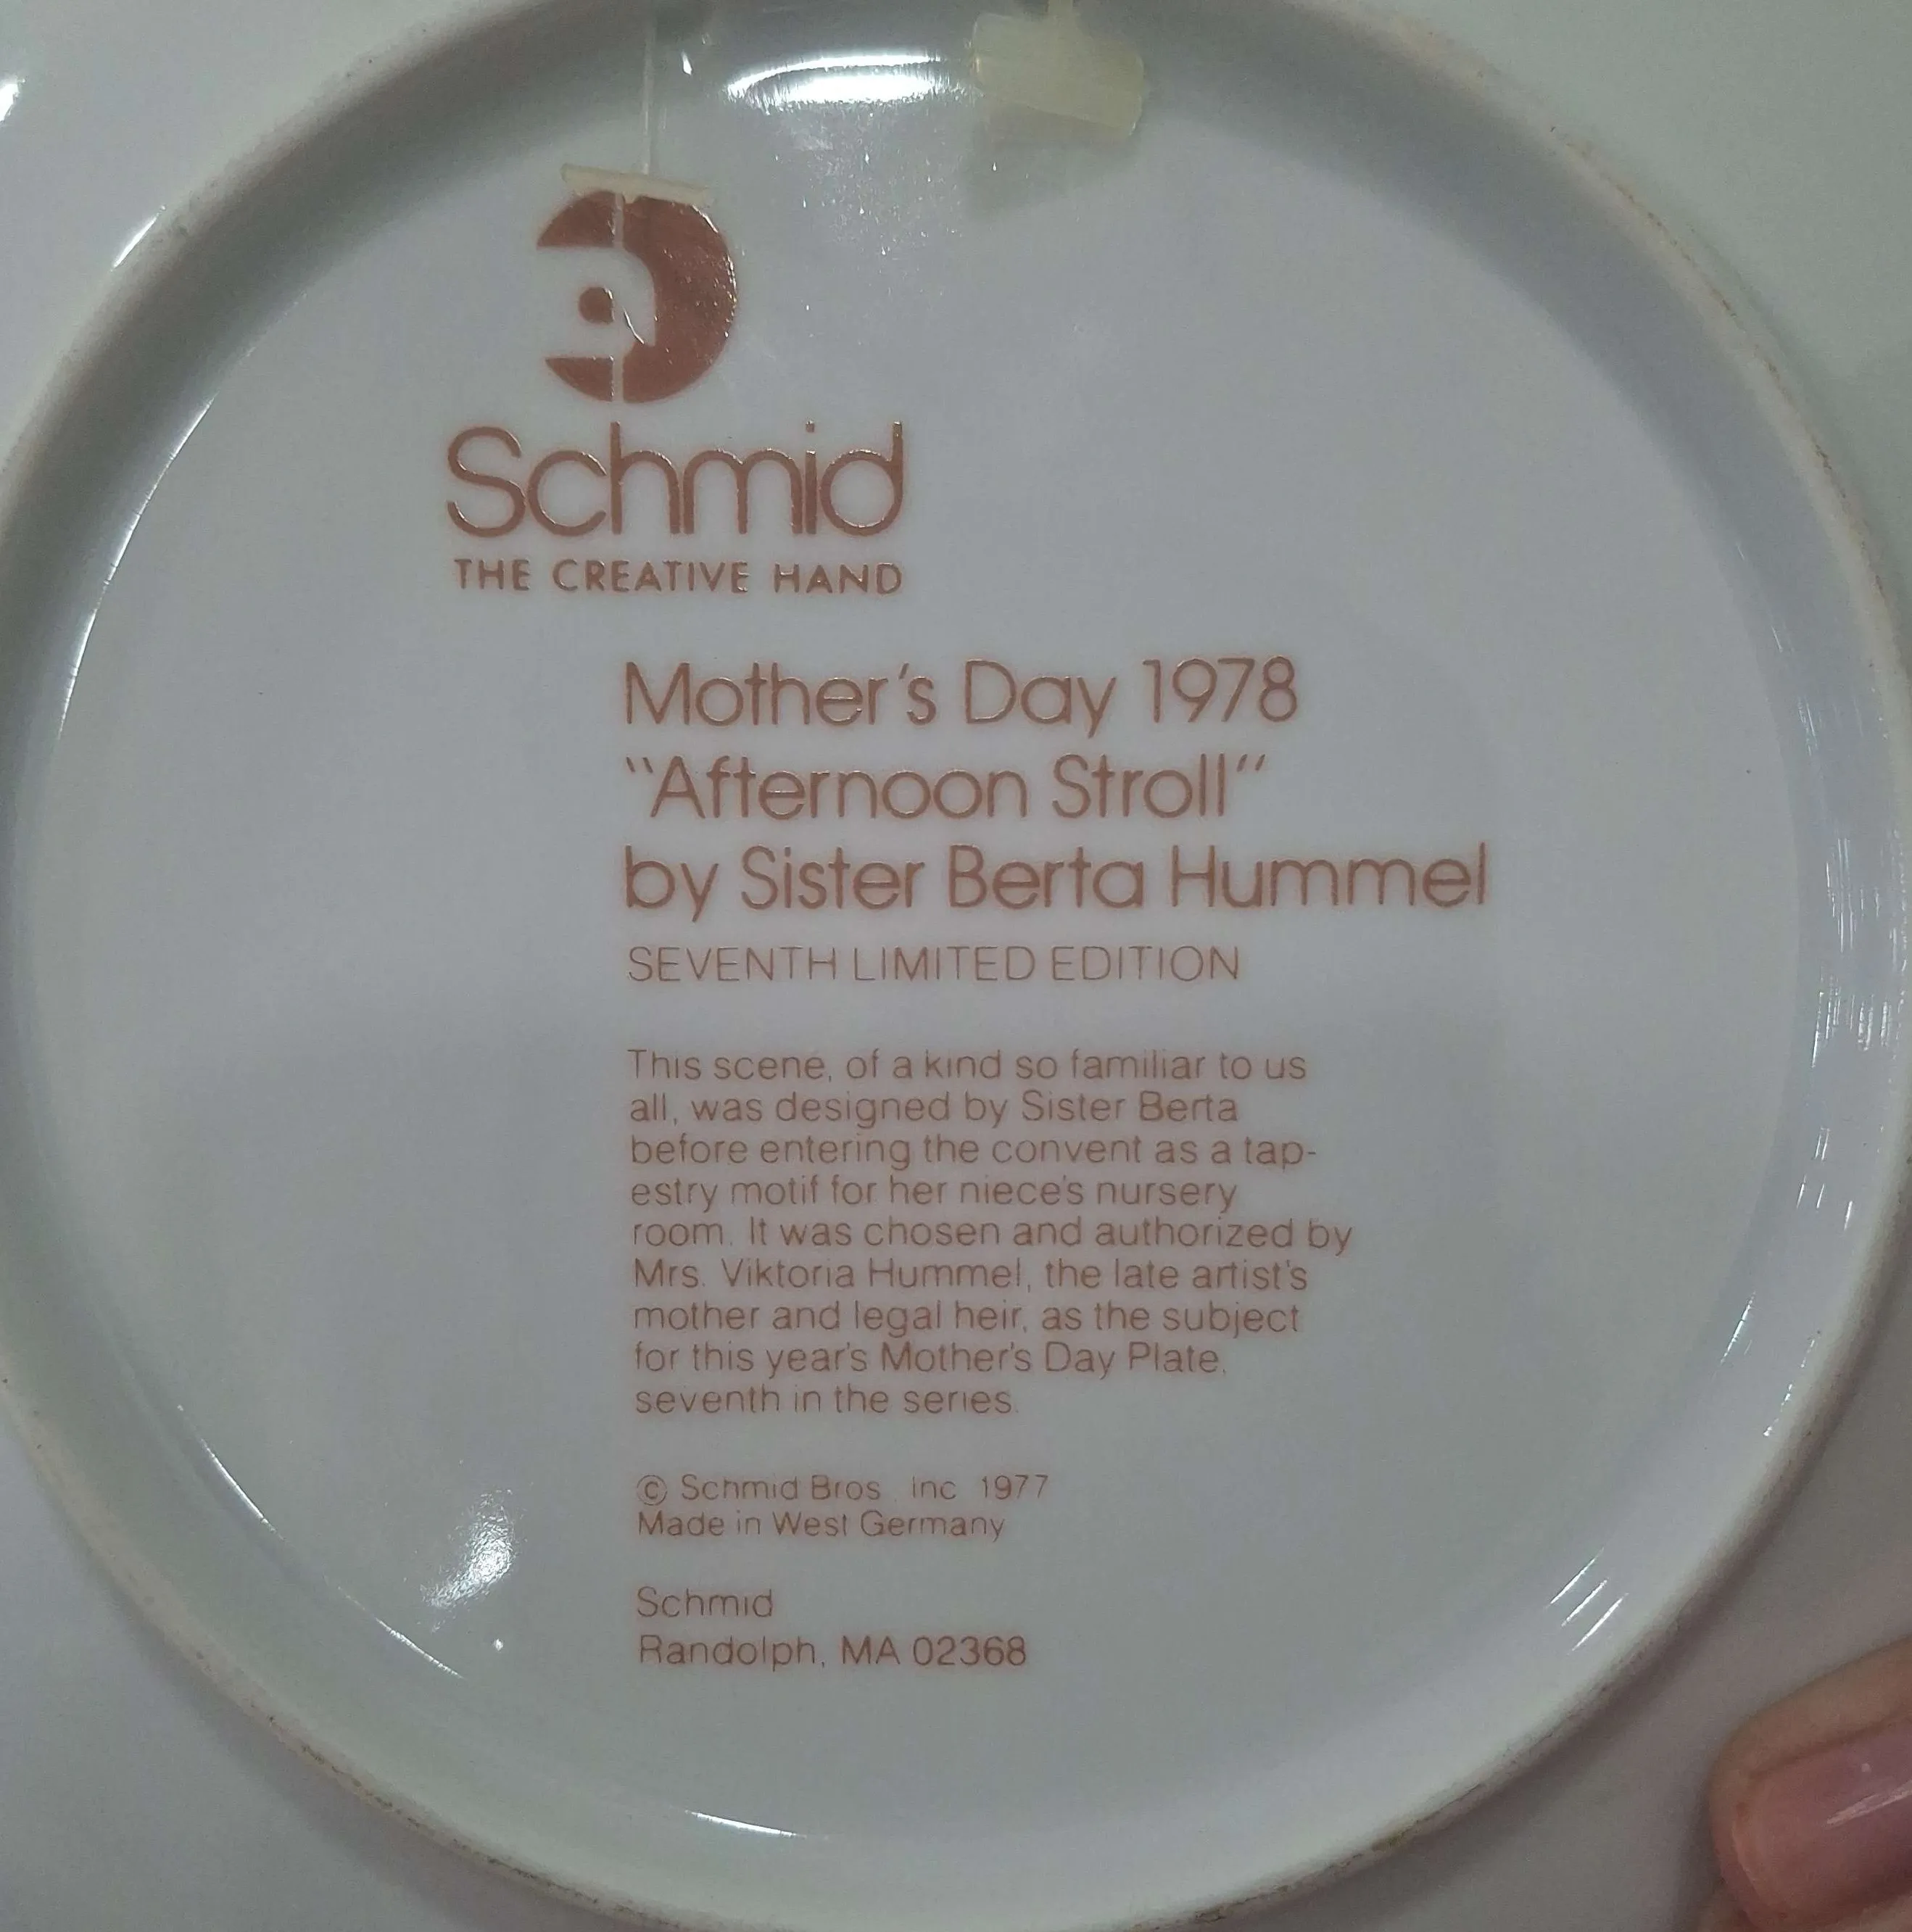 Schmid
THE CREATIVE HAND
Mother's Day 1978
"Afternoon Stroll"
by Sister Berta Hummel
SEVENTH LIMITED EDITION
This scene, of a kind so familiar to us
all, was designed by Sister Berta
before entering the convent as a tap-
estry motif for her niece's nursery
room. It was chosen and authorized by
Mrs. Viktoria Hummel, the late artist's
mother and legal heir, as the subject
for this year's Mother's Day Plate,
seventh in the series.
© Schmid Bros. Inc 1977
Made in West Germany
Schmid
Randolph, MA 02368